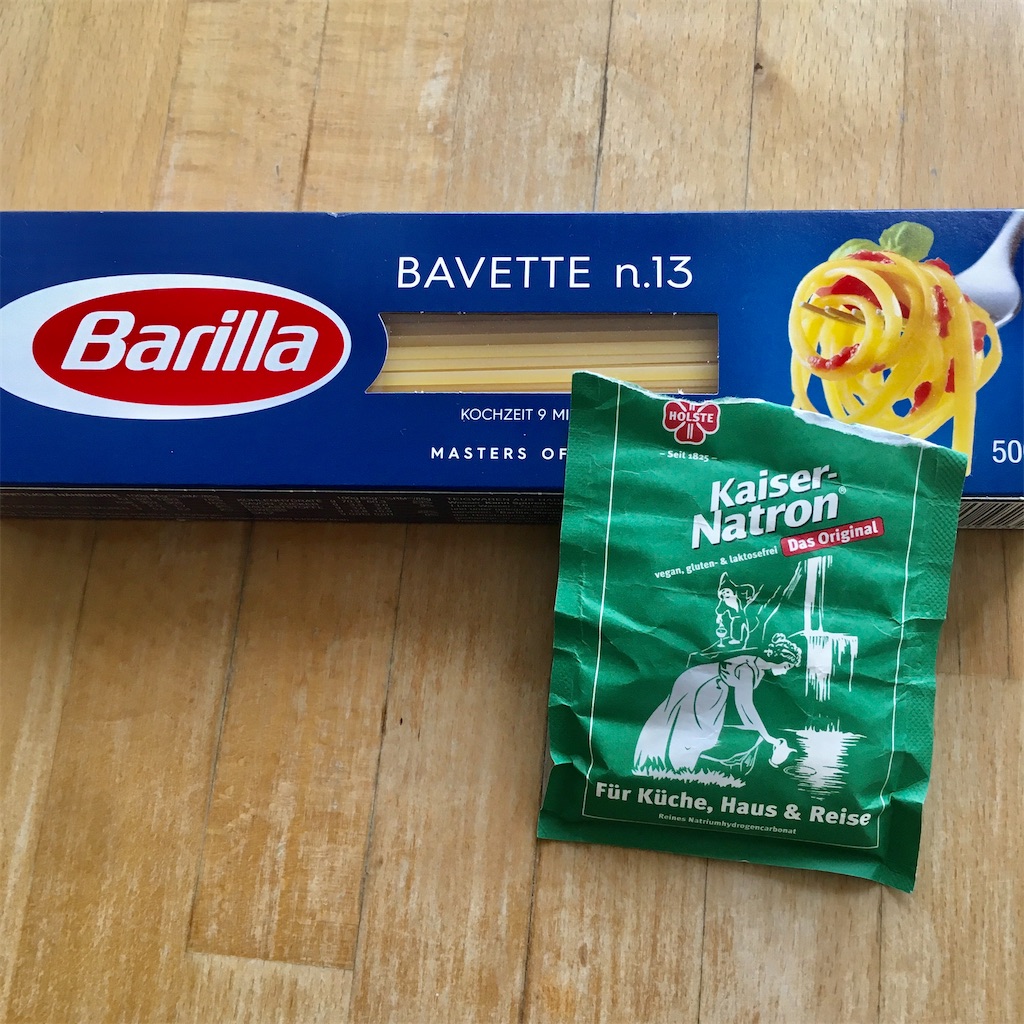 BAVETTE n.13
Barilla
KOCHZEIT 9 MI
MASTERS OF
500
HOLSTE
– Seit 1825 –
Kaiser-
Natron®
Das Original
vegan, gluten- & laktosefrei
Für Küche, Haus & Reise
Reines Natriumhydrogencarbonat